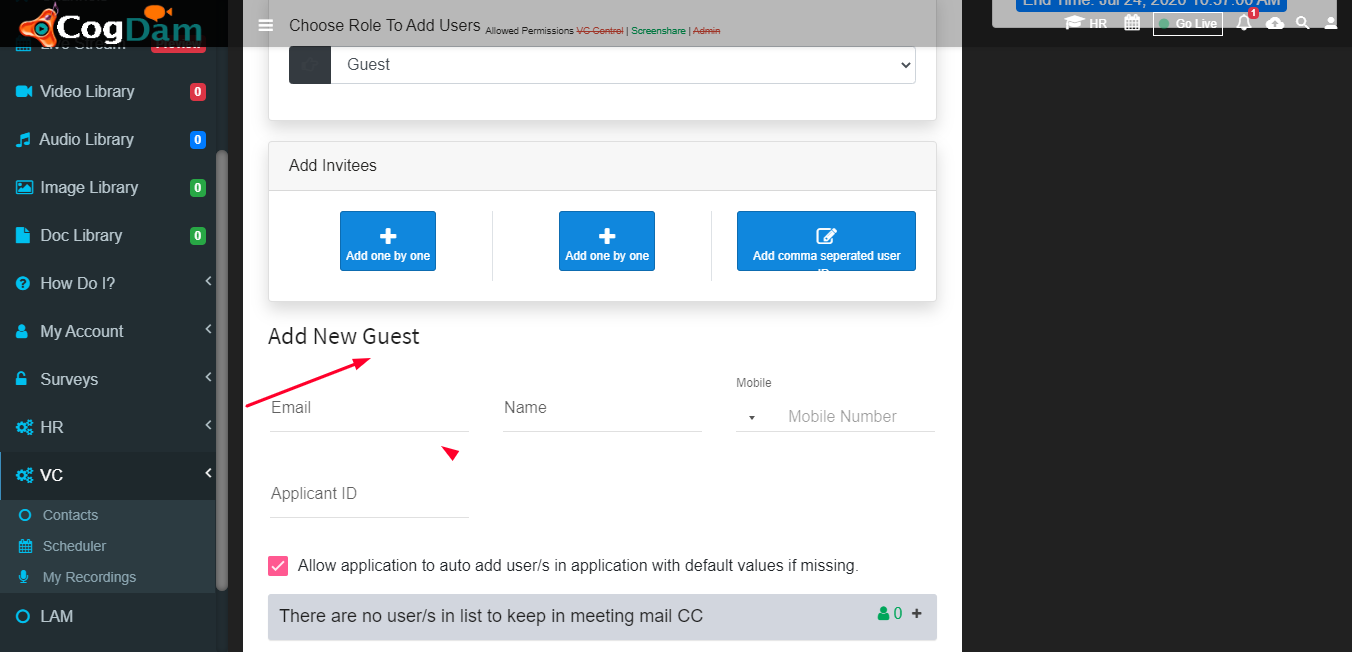 End Time: Jul 24, 2020 10:57:00 AM
CogDam
Choose Role To Add Users Allowed Permissions VC Control | Screenshare | Admin
HR
Go Live
1
Live Stream
Guest
Video Library 0
Audio Library 0
Image Library 0
Doc Library 0
How Do I?
My Account
Surveys
HR
VC
Contacts
Scheduler
My Recordings
LAM
Add Invitees
Add one by one
Add one by one
Add comma seperated user
ID
Add New Guest
Email
Name
Mobile
Mobile Number
Applicant ID
Allow application to auto add user/s in application with default values if missing.
There are no user/s in list to keep in meeting mail CC 0 +